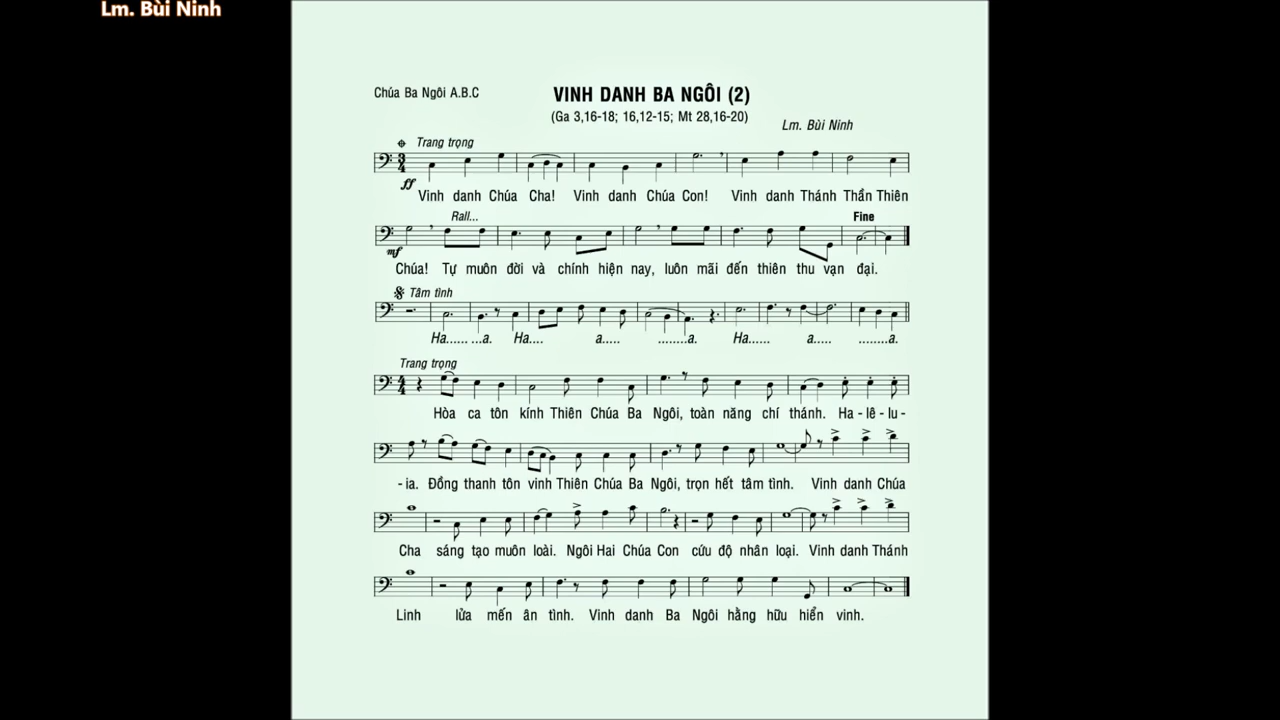 Lm. Bùi Ninh
Chúa Ba Ngôi A.B.C
VINH DANH BA NGÔI (2)
(Ga 3,16-18; 16,12-15; Mt 28,16-20)
Lm. Bùi Ninh
Trang trọng
3
4
ff
Vinh danh Chúa Cha! Vinh danh Chúa Con! Vinh danh Thánh Thần Thiên
Rall...
Fine
mf
Chúa! Tự muôn đời và chính hiện nay, luôn mãi đến thiên thu vạn đại.
Tâm tình
Ha...... ...a. Ha.... a..... ........a. Ha...... a..... ........a.
Trang trọng
4
4
Hòa ca tôn kính Thiên Chúa Ba Ngôi, toàn năng chí thánh. Ha - lê - lu -
- ia. Đồng thanh tôn vinh Thiên Chúa Ba Ngôi, trọn hết tâm tình. Vinh danh Chúa
Cha sáng tạo muôn loài. Ngôi Hai Chúa Con cứu độ nhân loại. Vinh danh Thánh
Linh lửa mến ân tình. Vinh danh Ba Ngôi hằng hữu hiển vinh.